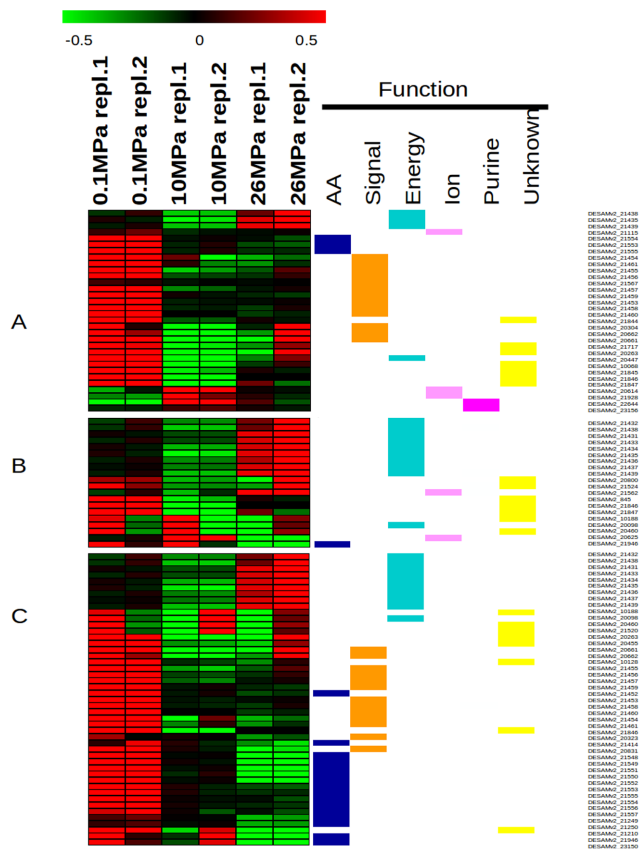 -0.5 0 0.5
0.1MPa repl.1
0.1MPa repl.2
10MPa repl.1
10MPa repl.2
26MPa repl.1
26MPa repl.2
Function
AA
Signal
Energy
Ion
Purine
Unknown
A
DESAMv2_21438
DESAMv2_21435
DESAMv2_21439
DESAMv2_21115
DESAMv2_21554
DESAMv2_21553
DESAMv2_21555
DESAMv2_21454
DESAMv2_21461
DESAMv2_21455
DESAMv2_21456
DESAMv2_21567
DESAMv2_21457
DESAMv2_21459
DESAMv2_21453
DESAMv2_21458
DESAMv2_21460
DESAMv2_21844
DESAMv2_20304
DESAMv2_20662
DESAMv2_20661
DESAMv2_21717
DESAMv2_20263
DESAMv2_20447
DESAMv2_10068
DESAMv2_21845
DESAMv2_21846
DESAMv2_21847
DESAMv2_20614
DESAMv2_21928
DESAMv2_22644
DESAMv2_23156
B
DESAMv2_21432
DESAMv2_21438
DESAMv2_21431
DESAMv2_21433
DESAMv2_21434
DESAMv2_21435
DESAMv2_21436
DESAMv2_21437
DESAMv2_21439
DESAMv2_20800
DESAMv2_21524
DESAMv2_21562
DESAMv2_845
DESAMv2_21846
DESAMv2_21847
DESAMv2_10188
DESAMv2_20098
DESAMv2_20460
DESAMv2_20625
DESAMv2_21946
C
DESAMv2_21432
DESAMv2_21438
DESAMv2_21431
DESAMv2_21433
DESAMv2_21434
DESAMv2_21435
DESAMv2_21436
DESAMv2_21437
DESAMv2_21439
DESAMv2_10188
DESAMv2_20098
DESAMv2_20460
DESAMv2_21520
DESAMv2_20263
DESAMv2_20455
DESAMv2_20661
DESAMv2_20662
DESAMv2_10128
DESAMv2_21455
DESAMv2_21456
DESAMv2_21457
DESAMv2_21459
DESAMv2_21452
DESAMv2_21453
DESAMv2_21458
DESAMv2_21460
DESAMv2_21454
DESAMv2_21461
DESAMv2_21846
DESAMv2_20323
DESAMv2_21414
DESAMv2_20831
DESAMv2_21548
DESAMv2_21549
DESAMv2_21551
DESAMv2_21550
DESAMv2_21552
DESAMv2_21553
DESAMv2_21555
DESAMv2_21554
DESAMv2_21556
DESAMv2_21557
DESAMv2_21249
DESAMv2_21250
DESAMv2_21210
DESAMv2_21946
DESAMv2_23150